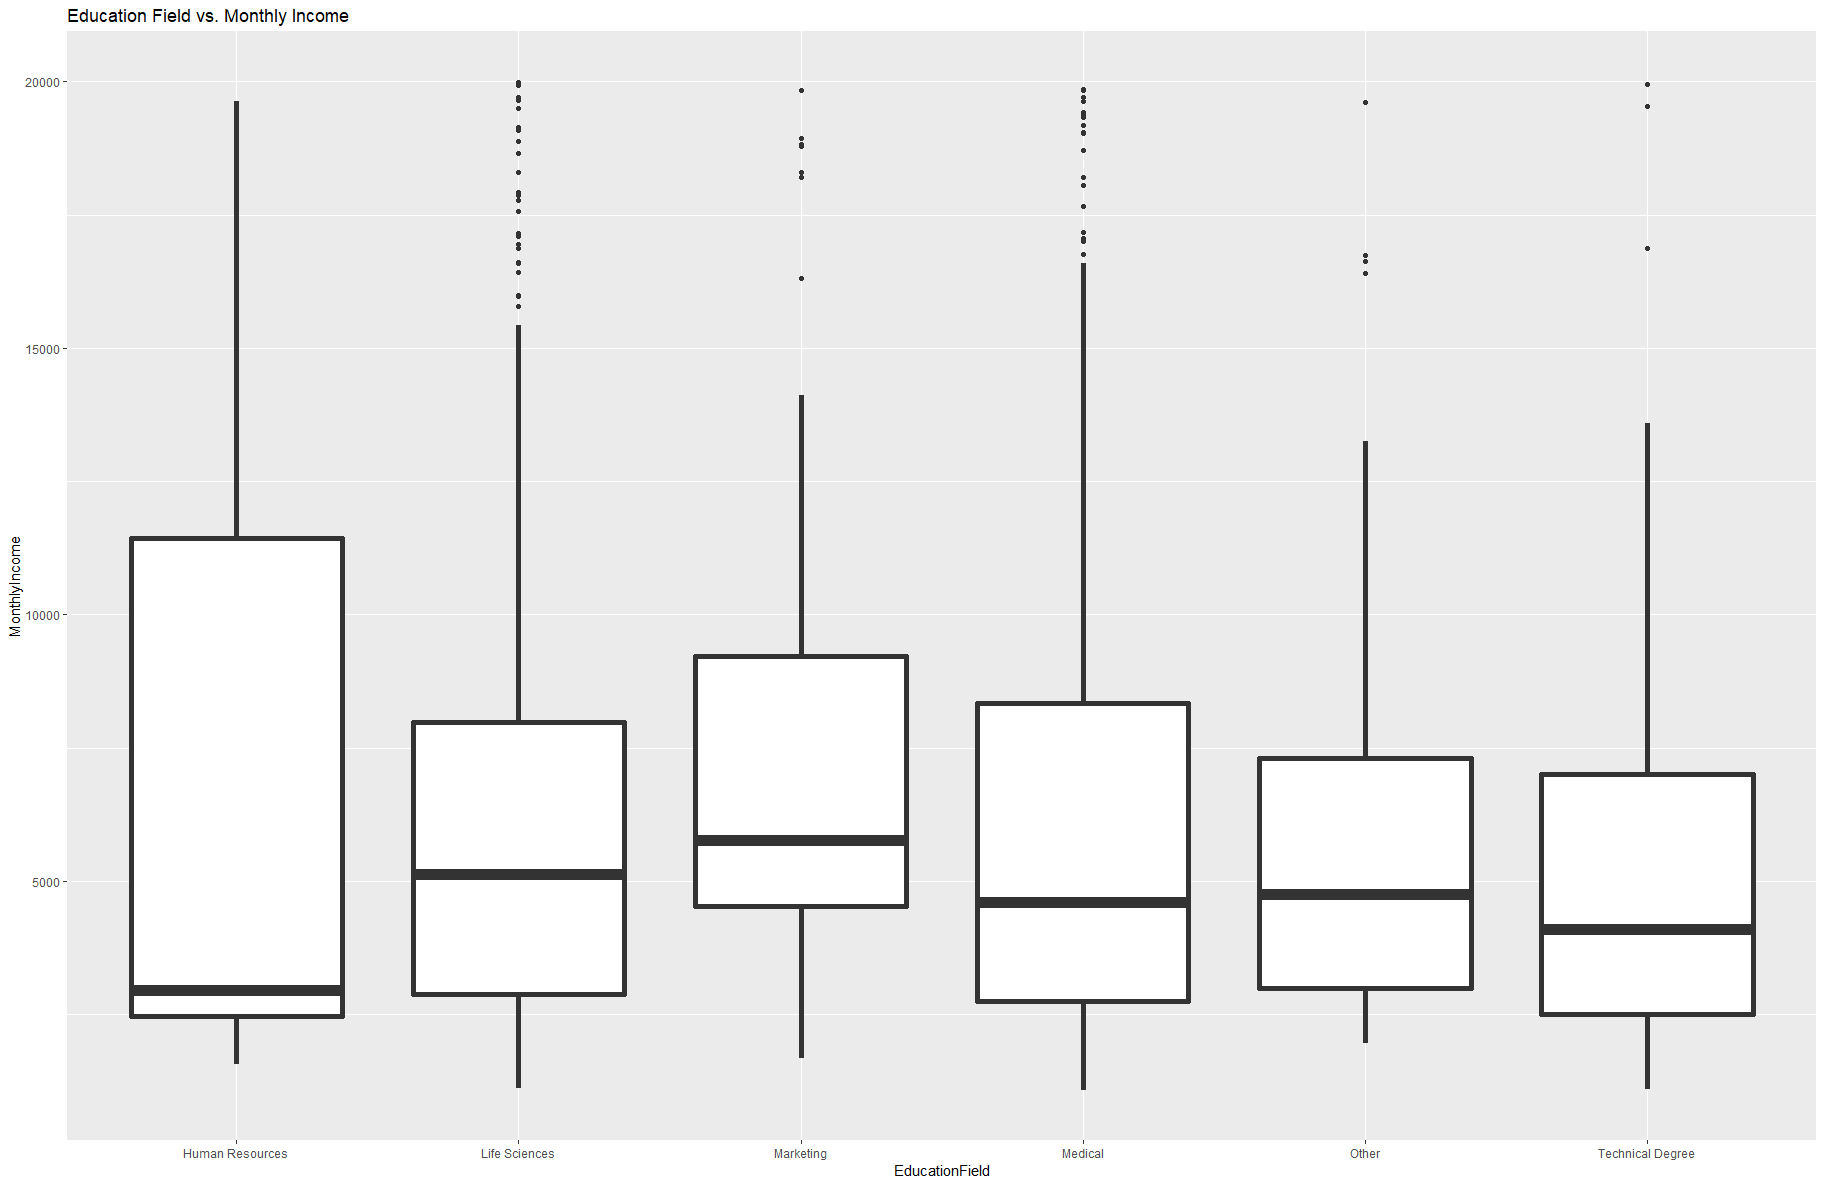 Education Field vs. Monthly Income
20000
15000
10000
5000
MonthlyIncome
Human Resources
Life Sciences
Marketing
Medical
Other
Technical Degree
EducationField